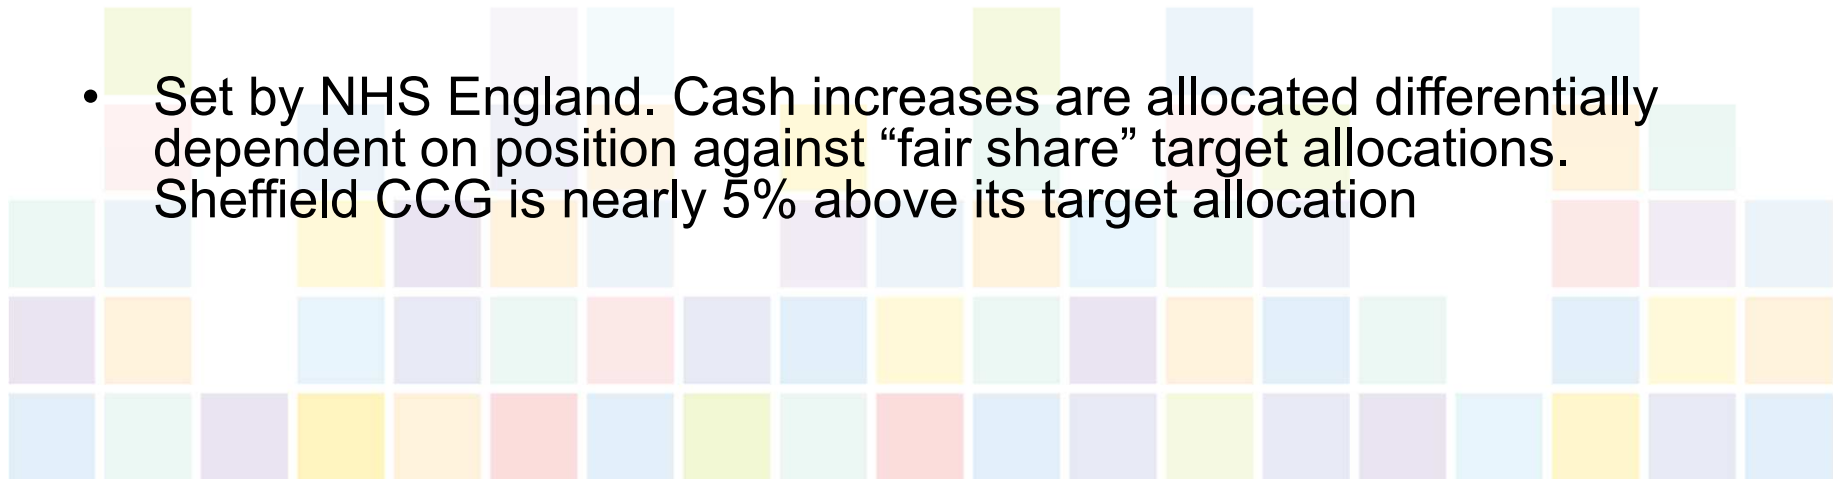 • Set by NHS England. Cash increases are allocated differentially
dependent on position against “fair share” target allocations.
Sheffield CCG is nearly 5% above its target allocation